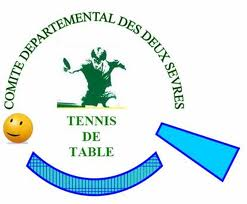 COMITE DEPARTEMENTAL DES DEUX SEVRES
TENNIS
DE
TABLE